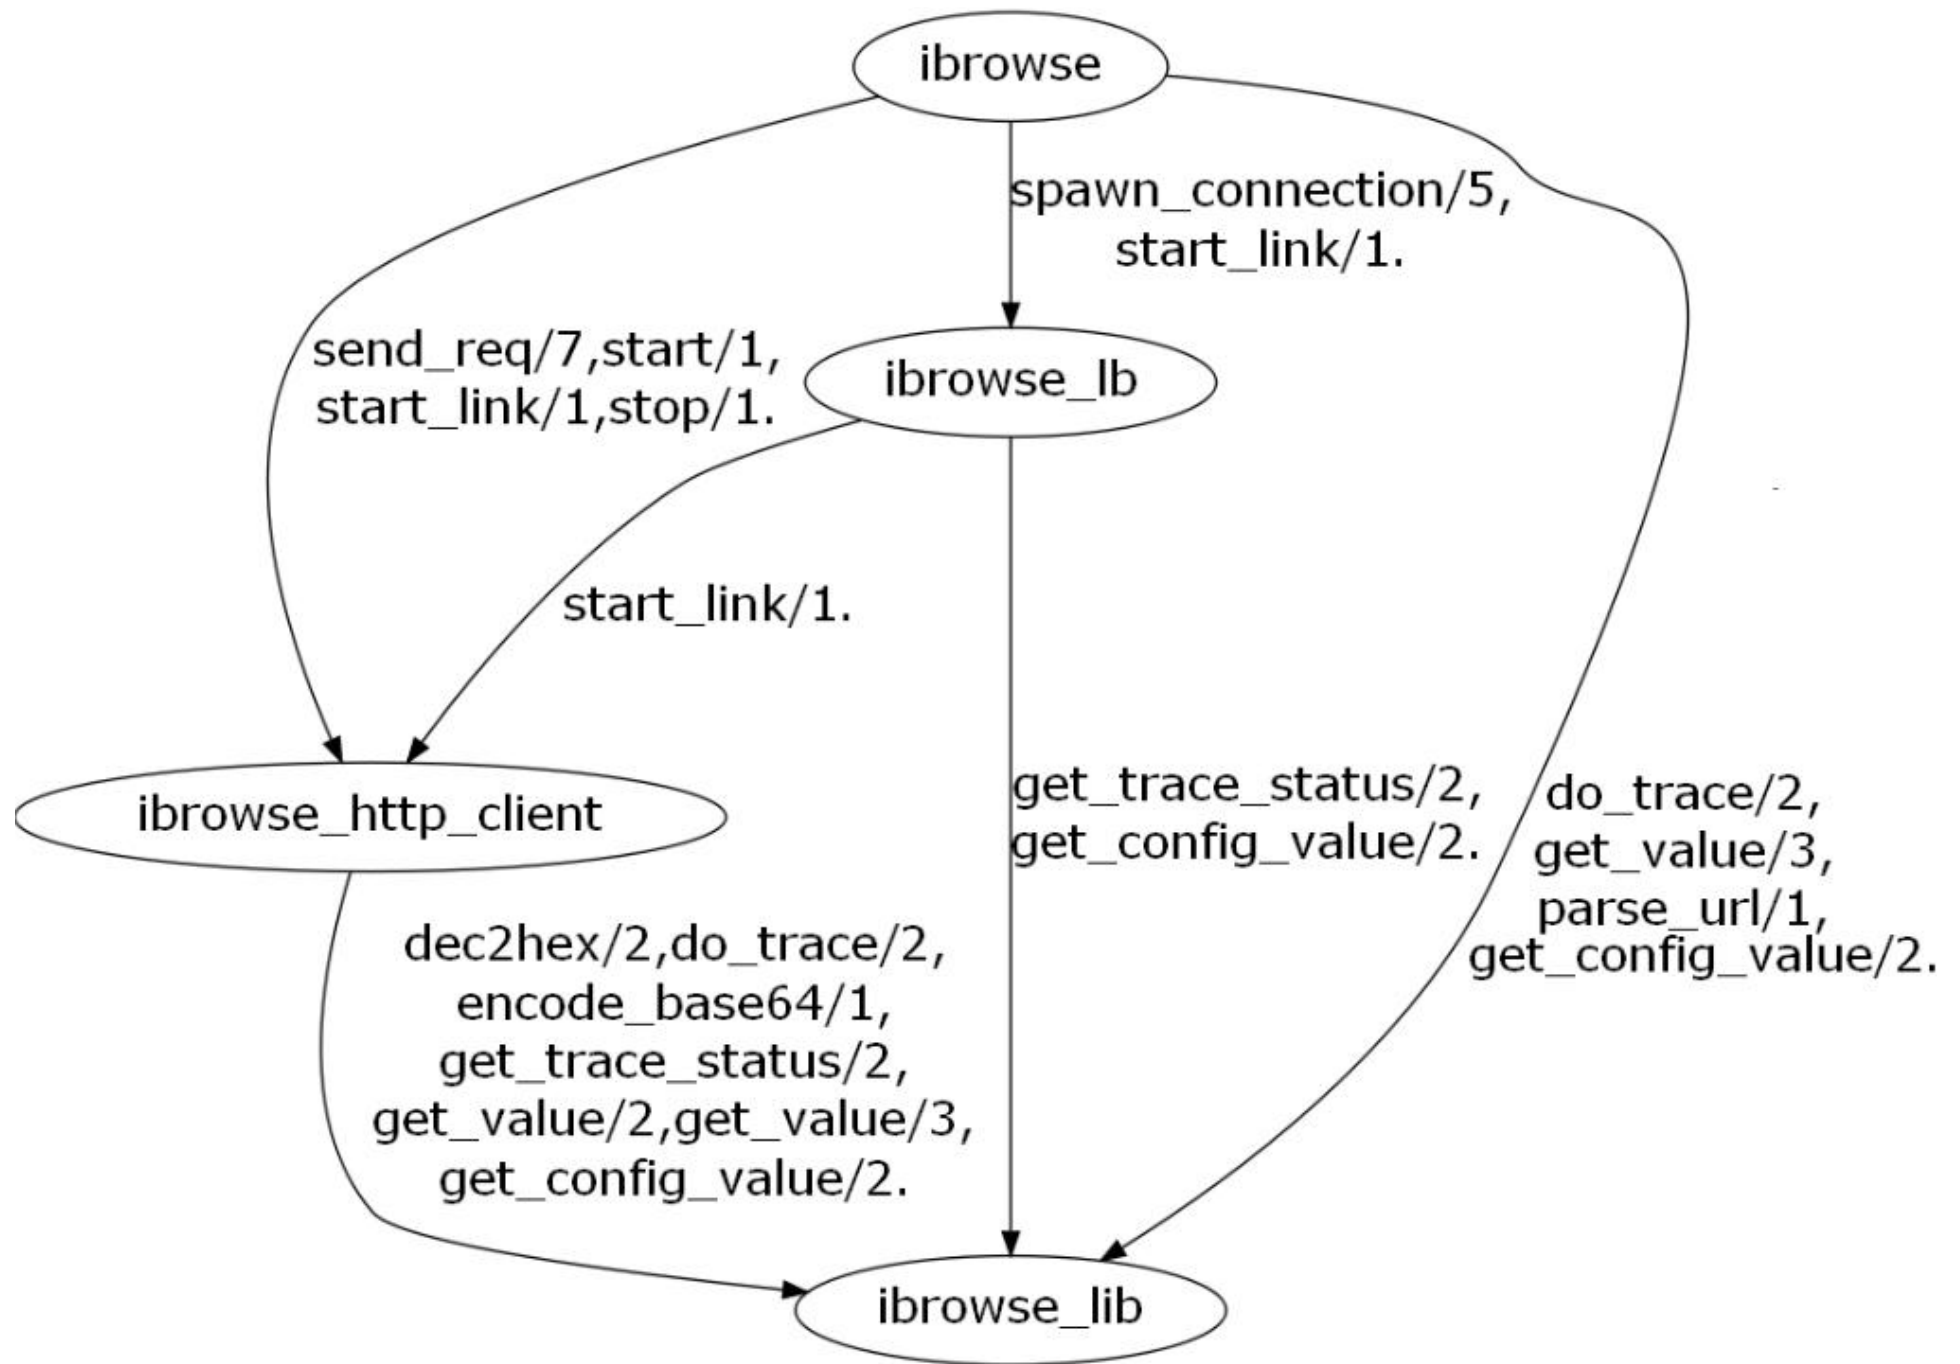 ibrowse
spawn_connection/5,
start_link/1.
send_req/7,start/1,
start_link/1,stop/1.
ibrowse_lb
start_link/1.
get_trace_status/2,
get_config_value/2.
do_trace/2,
get_value/3,
parse_url/1,
get_config_value/2.
ibrowse_http_client
dec2hex/2,do_trace/2,
encode_base64/1,
get_trace_status/2,
get_value/2,get_value/3,
get_config_value/2.
ibrowse_lib